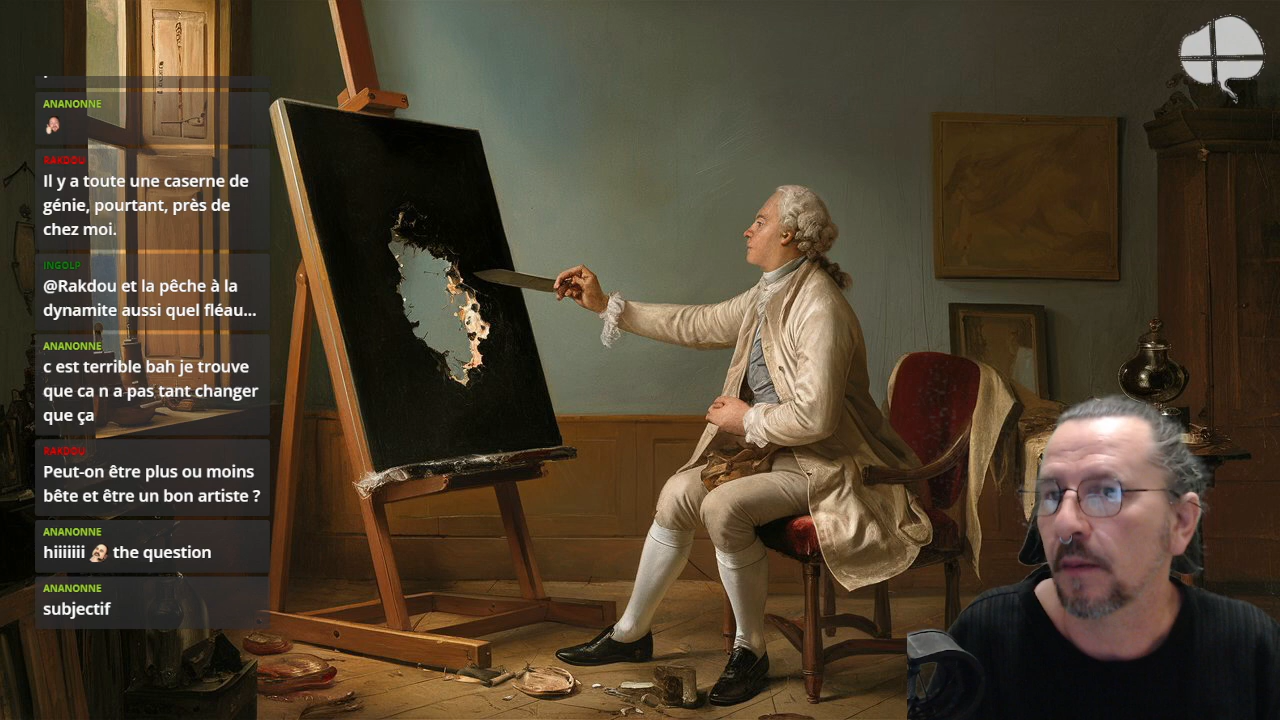 ANANONNE
RAKDOU
Il y a toute une caserne de
génie, pourtant, près de
chez moi.
INGOLP
@Rakdou et la pêche à la
dynamite aussi quel fléau...
ANANONNE
c est terrible bah je trouve
que ca n a pas tant changer
que ça
RAKDOU
Peut-on être plus ou moins
bête et être un bon artiste ?
ANANONNE
hiiiiiii the question
ANANONNE
subjectif